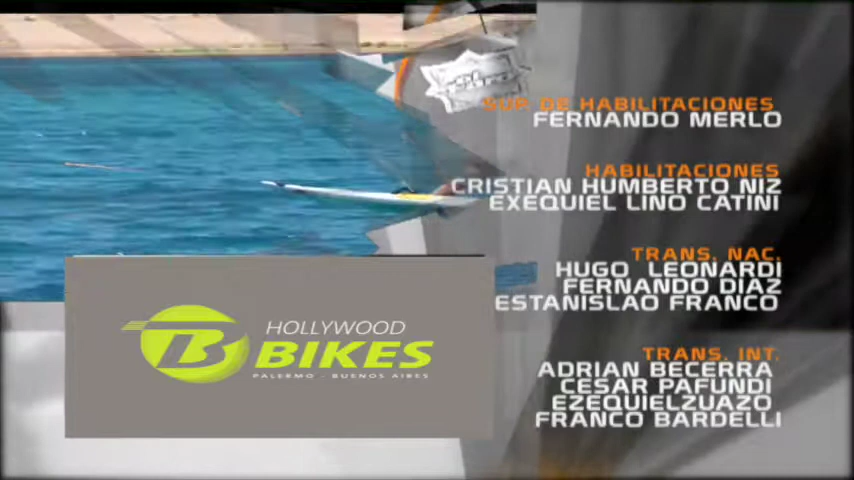 SUP. DE HABILITACIONES
FERNANDO MERLO
HABILITACIONES
CRISTIAN HUMBERTO NIZ
EXEQUIEL LINO CATINI
TRANS. NAC.
HUGO LEONARDI
FERNANDO DIAZ
ESTANISLAO FRANCO
TRANS. INT.
ADRIAN BECERRA
CESAR PAFUNDI
EZEQUIELZUAZO
FRANCO BARDELLI
B
HOLLYWOOD
BIKES
PALERMO - BUENOS AIRES